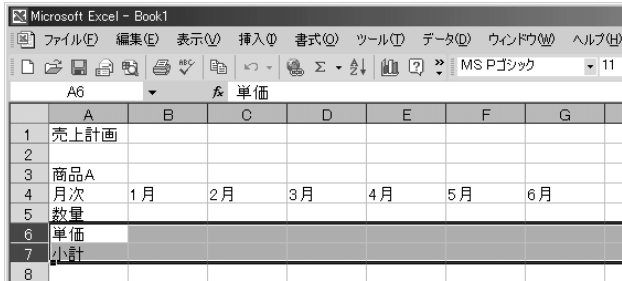 Microsoft Excel - Book1
ファイル(F) 編集(E) 表示(V) 挿入(I) 書式(O) ツール(T) データ(D) ウィンドウ(W) ヘルプ(H)
MS Pゴシック 11
A6 fx 単価
A B C D E F G
1 売上計画
2
3 商品A
4 月次 1月 2月 3月 4月 5月 6月
5 数量
6 単価
7 小計
8